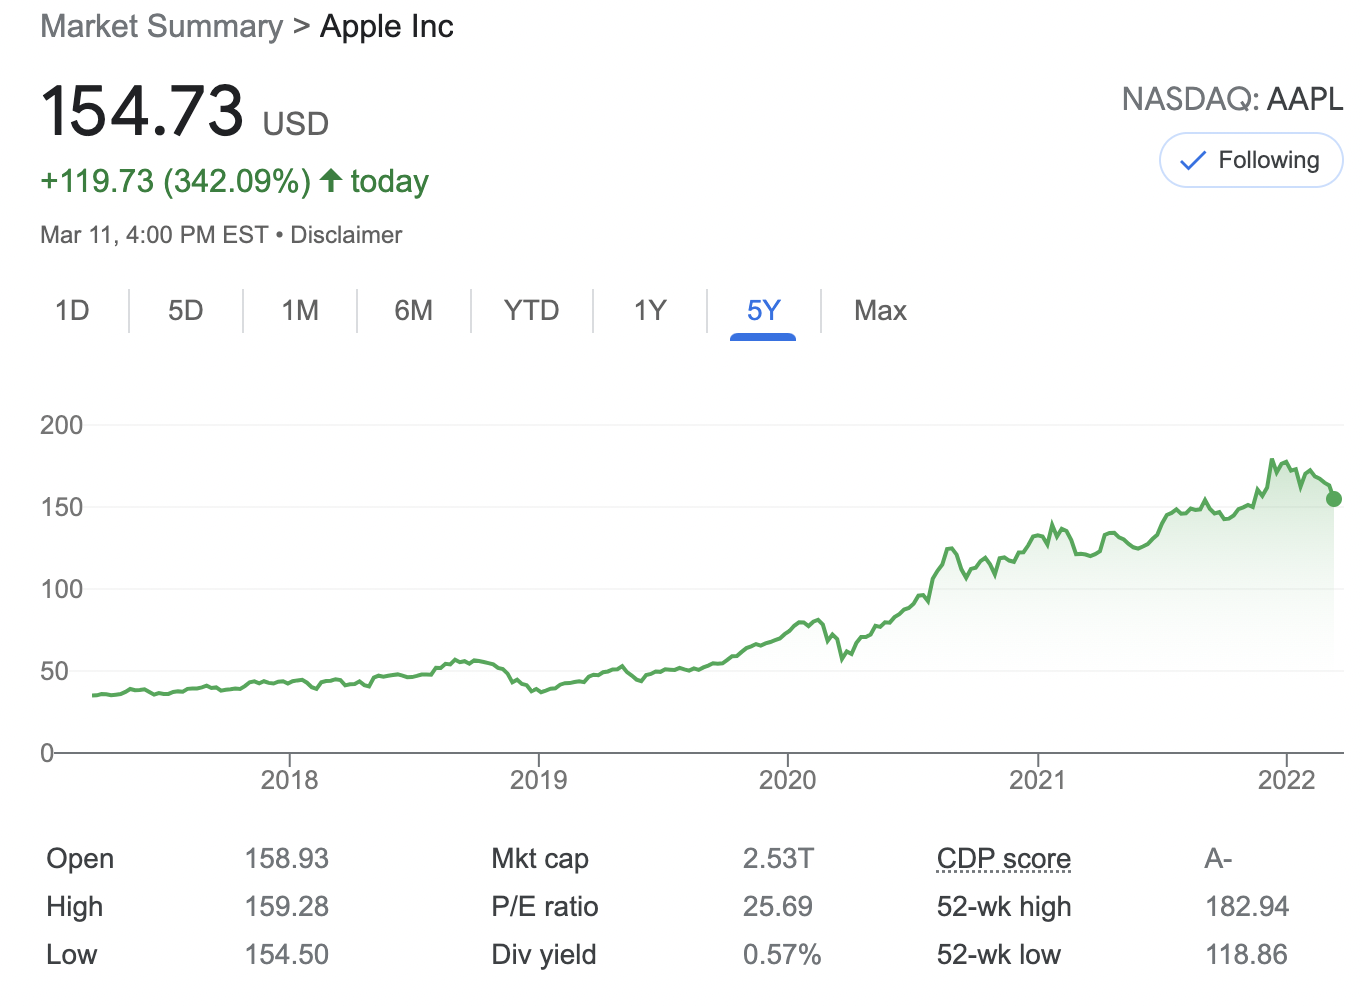 Market Summary > Apple Inc
154.73 USD
NASDAQ: AAPL
+119.73 (342.09%) ↑ today
Following
Mar 11, 4:00 PM EST • Disclaimer
1D 5D 1M 6M YTD 1Y 5Y Max
200
150
100
50
0
2018 2019 2020 2021 2022
Open 158.93 Mkt cap 2.53T CDP score A-
High 159.28 P/E ratio 25.69 52-wk high 182.94
Low 154.50 Div yield 0.57% 52-wk low 118.86